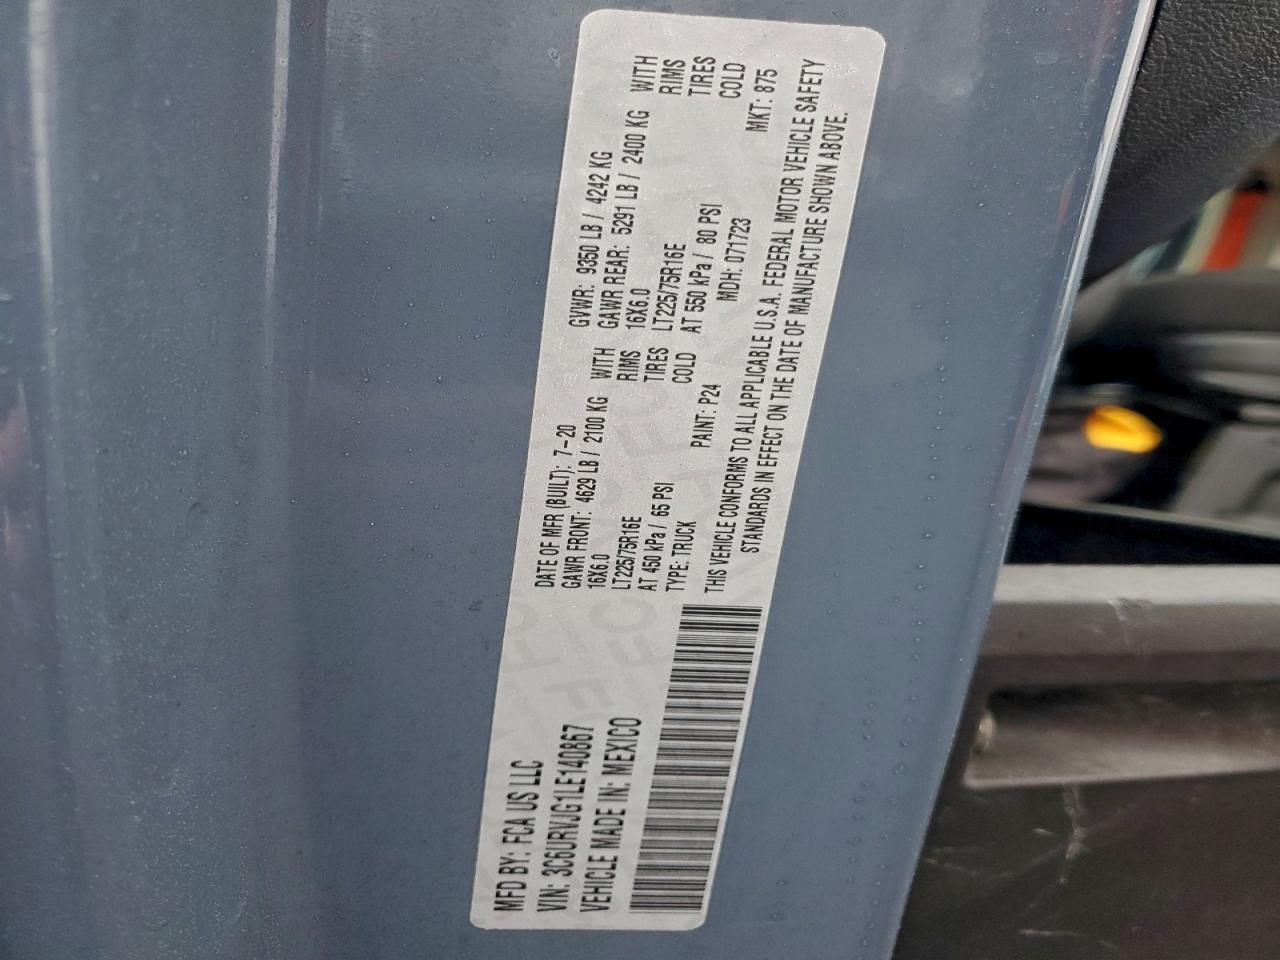 MFD BY: FCA US LLC
DATE OF MFR (BUILT): 7-20
GVWR: 9350 LB / 4242 KG
VIN: 3C6URVJG1LE140867
GAWR FRONT: 4629 LB / 2100 KG WITH
GAWR REAR: 5291 LB / 2400 KG WITH
VEHICLE MADE IN: MEXICO
16X6.0 RIMS
16X6.0 RIMS
LT225/75R16E TIRES
LT225/75R16E TIRES
AT 450 kPa / 65 PSI COLD
AT 550 kPa / 80 PSI COLD
TYPE: TRUCK
PAINT: P24
MDH: 071723
MKT: 875
THIS VEHICLE CONFORMS TO ALL APPLICABLE U.S.A. FEDERAL MOTOR VEHICLE SAFETY
STANDARDS IN EFFECT ON THE DATE OF MANUFACTURE SHOWN ABOVE.